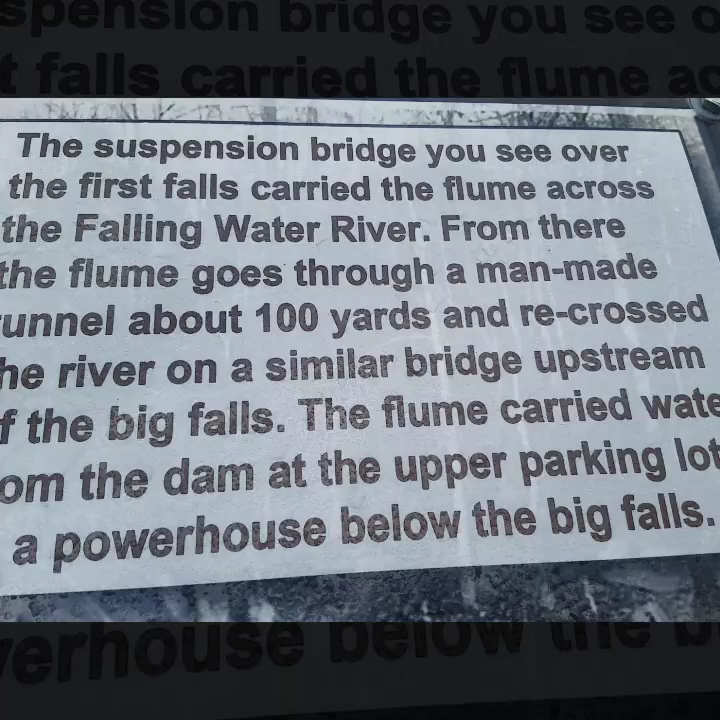 The suspension bridge you see over
the first falls carried the flume across
the Falling Water River. From there
the flume goes through a man-made
unnel about 100 yards and re-crossed
he river on a similar bridge upstream
f the big falls. The flume carried wate
om the dam at the upper parking lot
a powerhouse below the big falls.